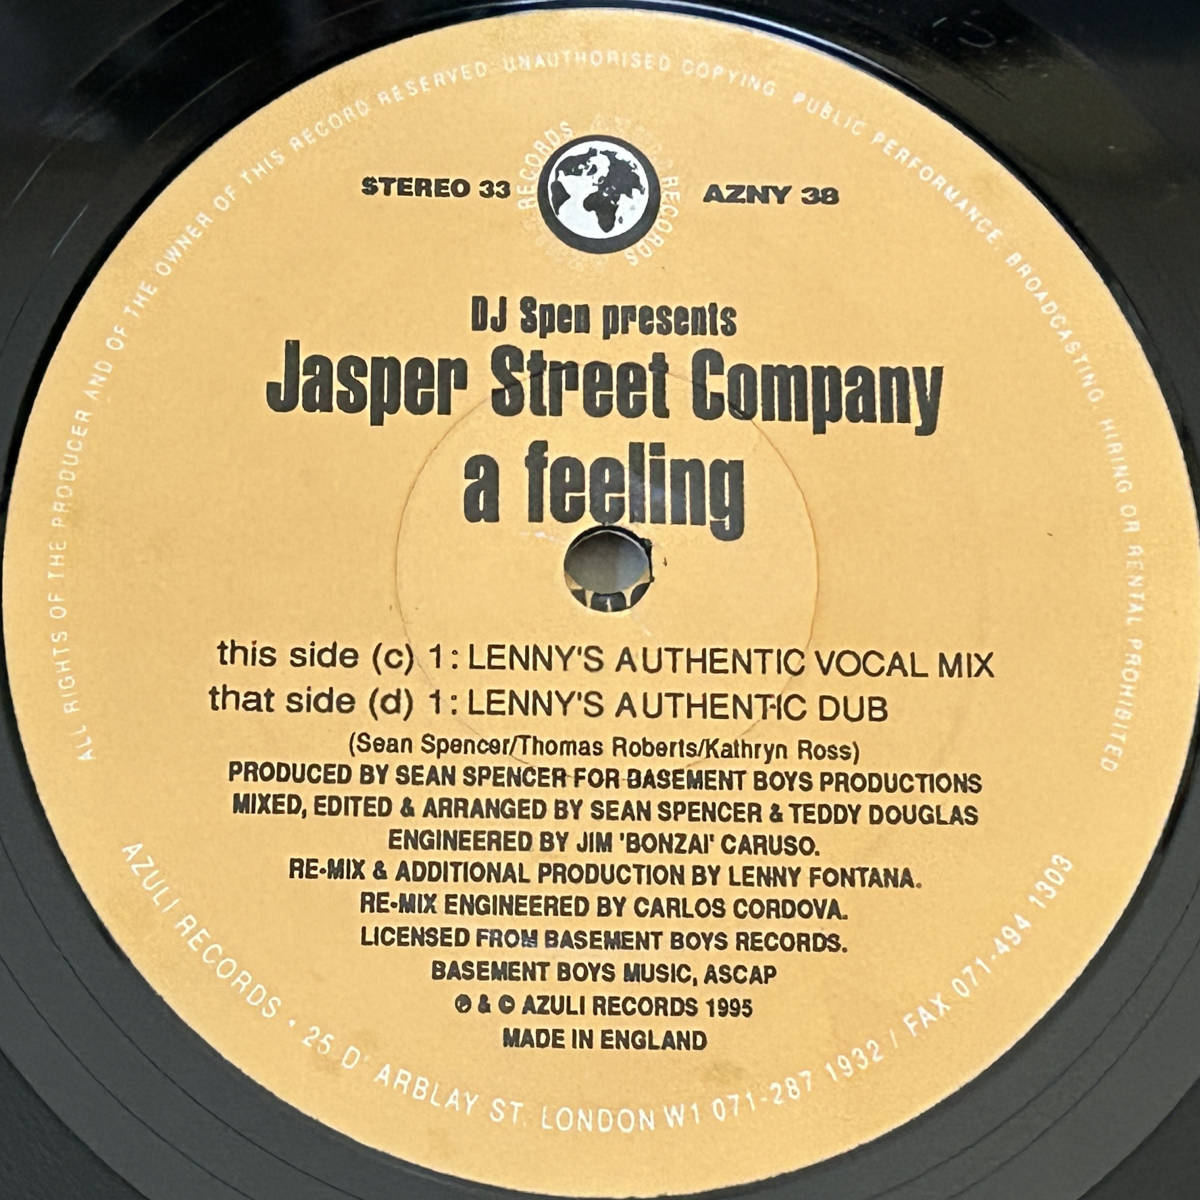 ALL RIGHTS OF THE PRODUCER AND OF THE OWNER OF THIS RECORD RESERVED. UNAUTHORISED COPYING. PUBLIC PERFORMANCE. BROADCASTING. HIRING OR RENTAL PROHIBITED
RECORDS
RECORDS
STEREO 33
AZNY 38
DJ Spen presents
Jasper Street Company
a feeling
this side (c) 1: LENNY'S AUTHENTIC VOCAL MIX
that side (d) 1: LENNY'S AUTHENTIC DUB
(Sean Spencer/Thomas Roberts/Kathryn Ross)
PRODUCED BY SEAN SPENCER FOR BASEMENT BOYS PRODUCTIONS
MIXED, EDITED & ARRANGED BY SEAN SPENCER & TEDDY DOUGLAS
ENGINEERED BY JIM 'BONZAI' CARUSO.
RE-MIX & ADDITIONAL PRODUCTION BY LENNY FONTANA.
RE-MIX ENGINEERED BY CARLOS CORDOVA.
LICENSED FROM BASEMENT BOYS RECORDS.
BASEMENT BOYS MUSIC, ASCAP
℗ & © AZULI RECORDS 1995
MADE IN ENGLAND
AZULI RECORDS • 25 D' ARBLAY ST. LONDON W1 071-287 1932 / FAX 071-494 1303